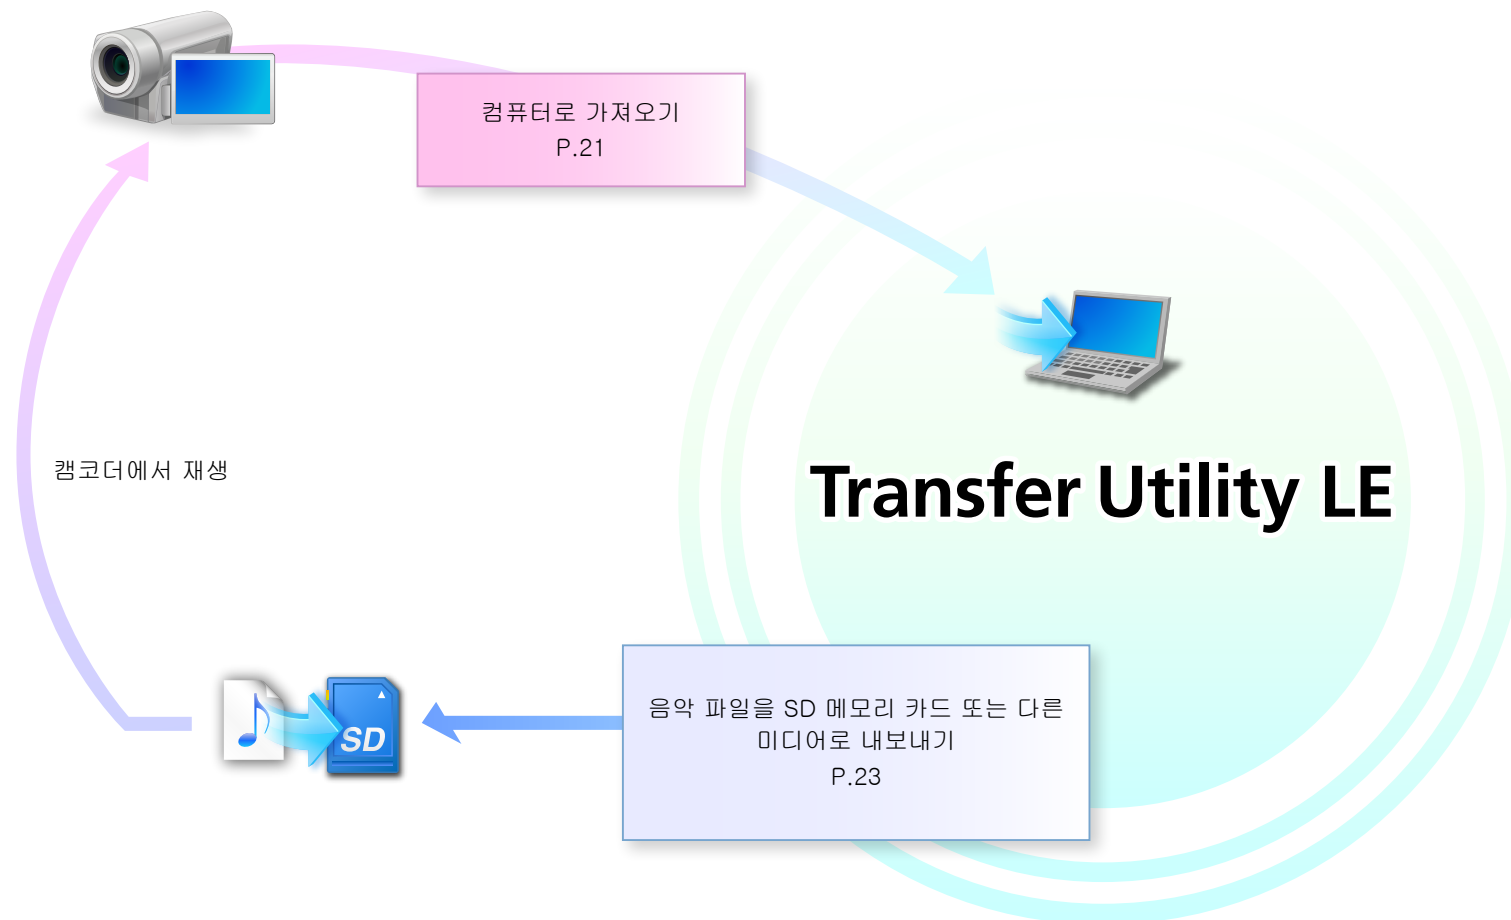 컴퓨터로 가져오기
P.21
캠코더에서 재생
Transfer Utility LE
SD
음악 파일을 SD 메모리 카드 또는 다른
미디어로 내보내기
P.23